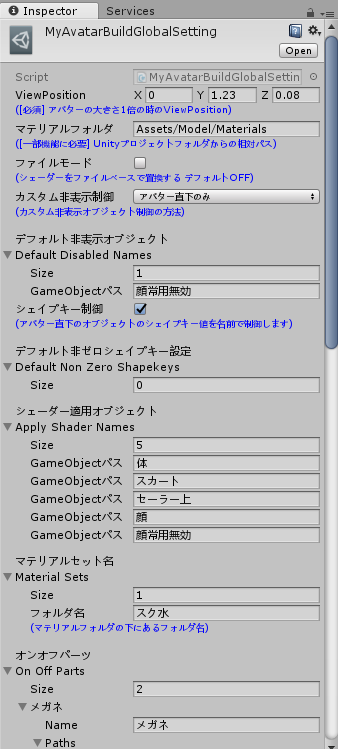 Inspector Services
MyAvatarBuildGlobalSetting
Open
Script MyAvatarBuildGlobalSettin
ViewPosition X 0 Y 1.23 Z 0.08
([必須] アバターの大きさ1倍の時のViewPosition)
マテリアルフォルダ Assets/Model/Materials
([一部機能に必要] Unityプロジェクトフォルダからの相対パス)
ファイルモード
(シェーダーをファイルベースで置換する デフォルトOFF)
カスタム非表示制御 アバター直下のみ
(カスタム非表示オブジェクト制御の方法)
デフォルト非表示オブジェクト
Default Disabled Names
Size 1
GameObjectパス 顔常用無効
シェイプキー制御
(アバター直下のオブジェクトのシェイプキー値を名前で制御します)
デフォルト非ゼロシェイプキー設定
Default Non Zero Shapekeys
Size 0
シェーダー適用オブジェクト
Apply Shader Names
Size 5
GameObjectパス 体
GameObjectパス スカート
GameObjectパス セーラー上
GameObjectパス 顔
GameObjectパス 顔常用無効
マテリアルセット名
Material Sets
Size 1
フォルダ名 スク水
(マテリアルフォルダの下にあるフォルダ名)
オンオフパーツ
On Off Parts
Size 2
メガネ
Name メガネ
Paths